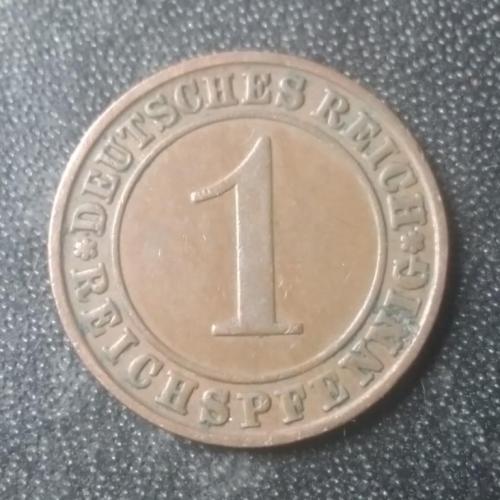 DEUTSCHES REICH
1
*REICHSPFENNIG*